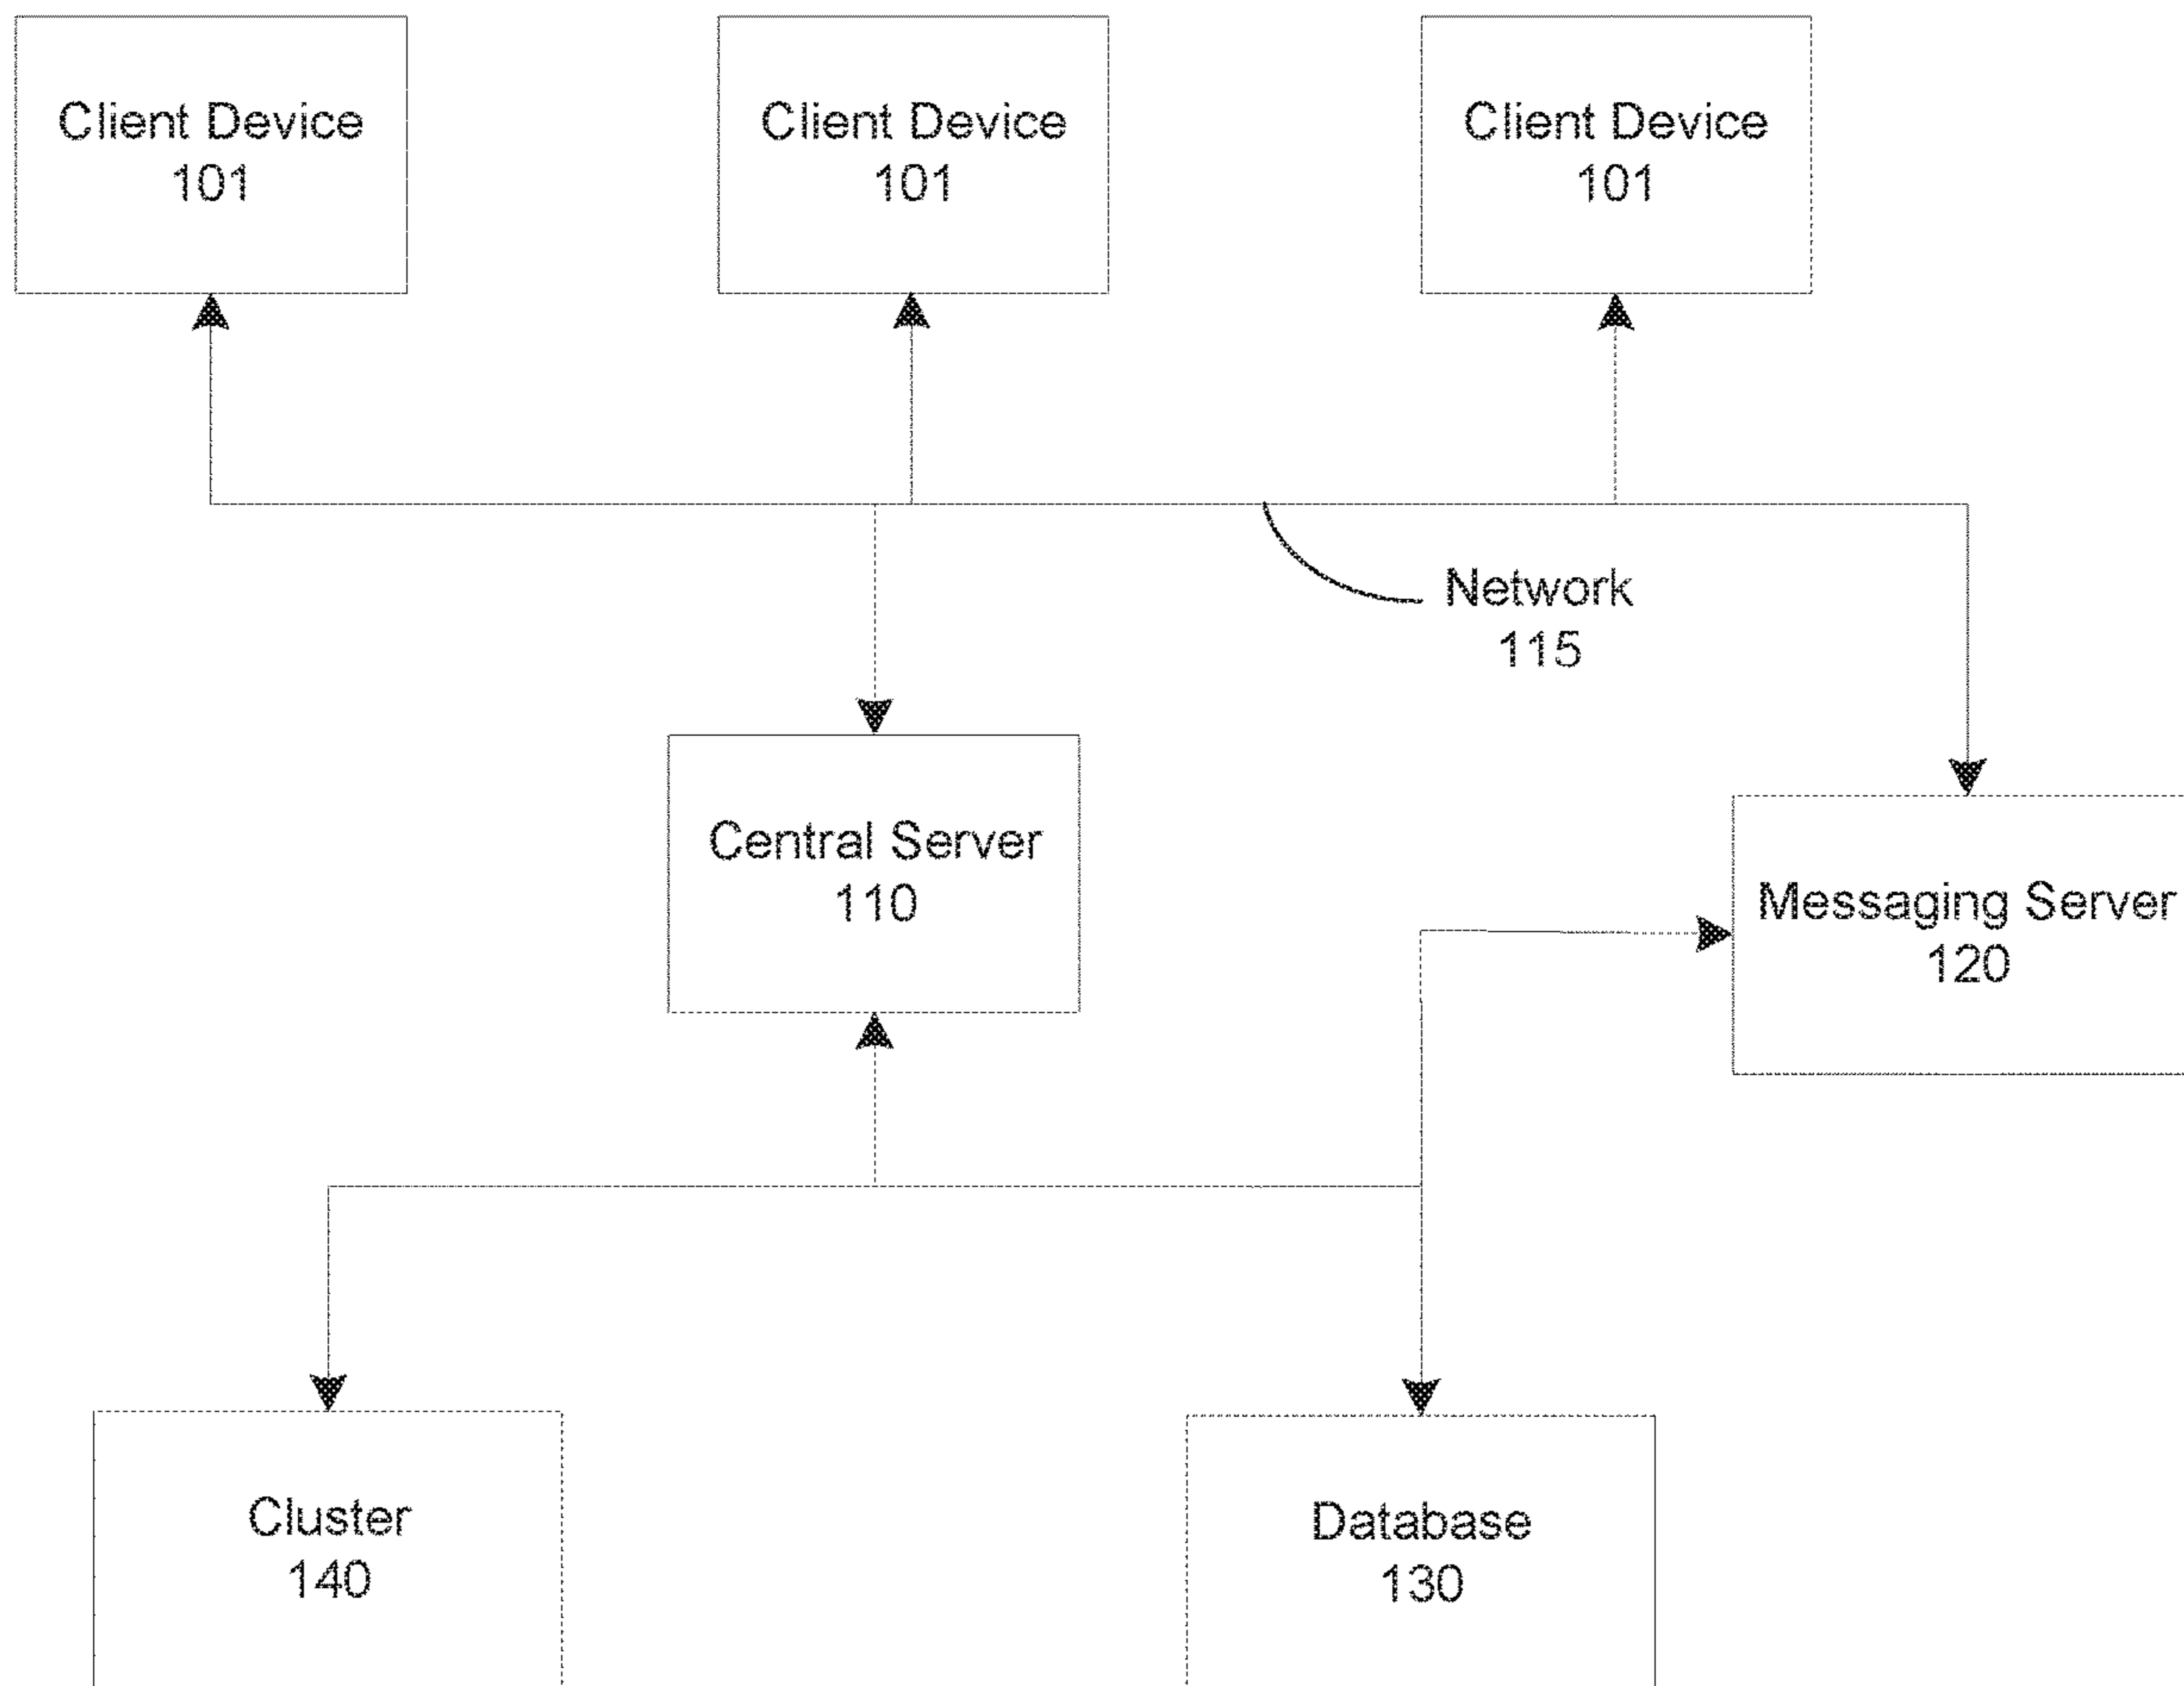 Client Device
101
Client Device
101
Client Device
101
Network
115
Central Server
110
Messaging Server
120
Cluster
140
Database
130